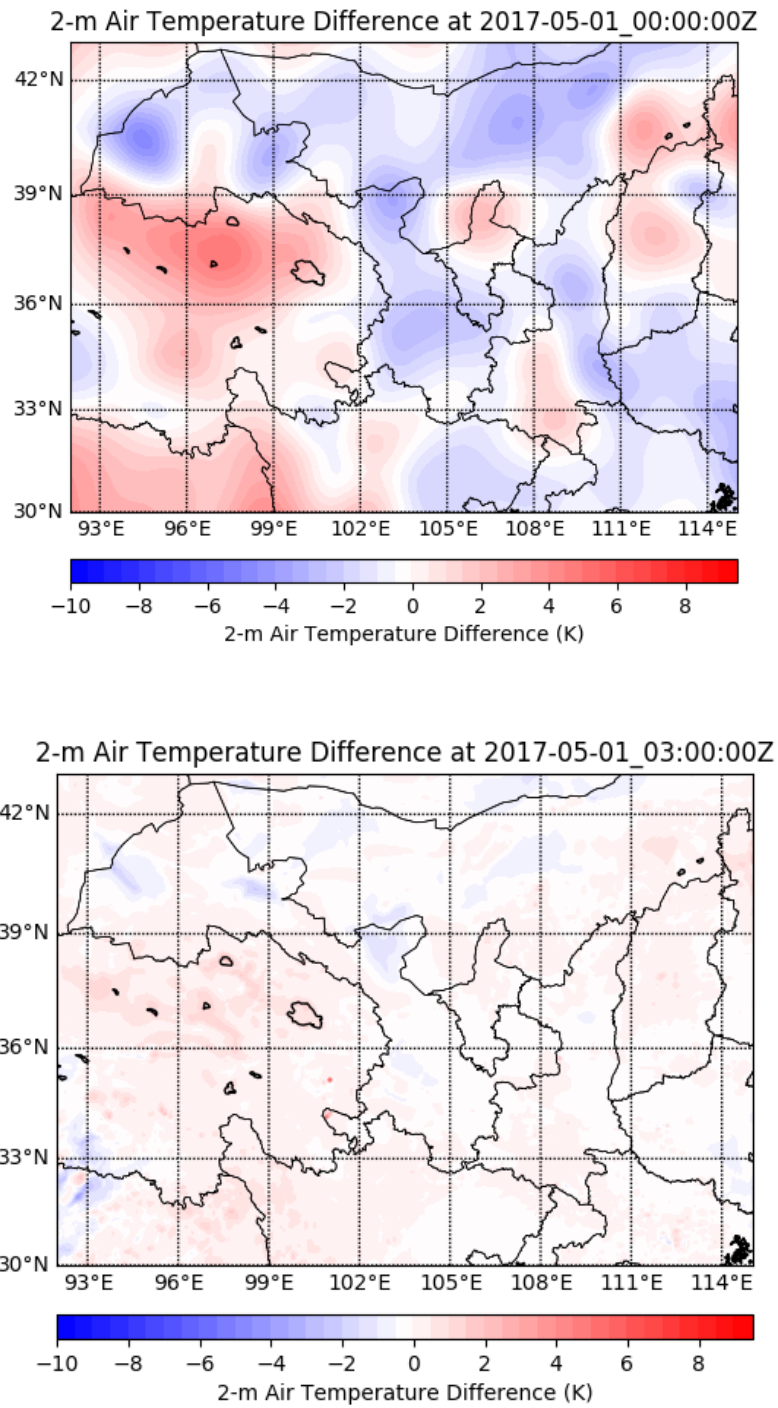 2-m Air Temperature Difference at 2017-05-01_00:00:00Z
42°N
39°N
36°N
33°N
30°N
93°E 96°E 99°E 102°E 105°E 108°E 111°E 114°E
−10 −8 −6 −4 −2 0 2 4 6 8
2-m Air Temperature Difference (K)
2-m Air Temperature Difference at 2017-05-01_03:00:00Z
42°N
39°N
36°N
33°N
30°N
93°E 96°E 99°E 102°E 105°E 108°E 111°E 114°E
−10 −8 −6 −4 −2 0 2 4 6 8
2-m Air Temperature Difference (K)